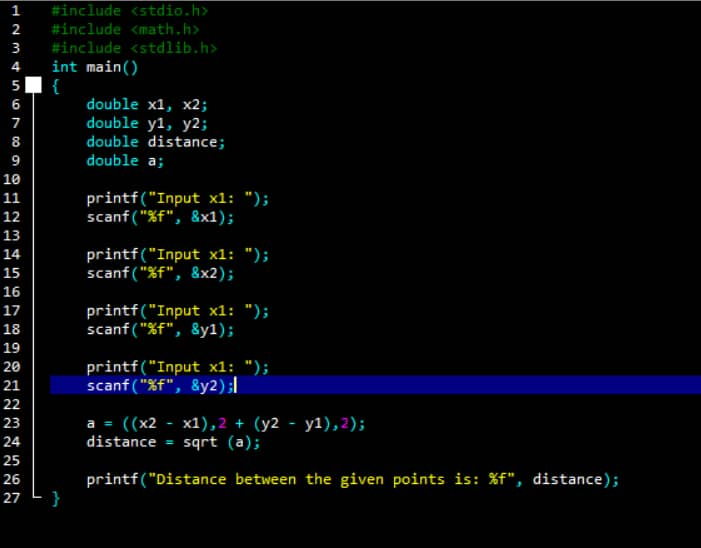 1 #include <stdio.h>
2 #include <math.h>
3 #include <stdlib.h>
4 int main()
5 {
6 double x1, x2;
7 double y1, y2;
8 double distance;
9 double a;
10
11 printf("Input x1: ");
12 scanf("%f", &x1);
13
14 printf("Input x1: ");
15 scanf("%f", &x2);
16
17 printf("Input x1: ");
18 scanf("%f", &y1);
19
20 printf("Input x1: ");
21 scanf("%f", &y2);
22
23 a = ((x2 - x1),2 + (y2 - y1),2);
24 distance = sqrt (a);
25
26 printf("Distance between the given points is: %f", distance);
27 }